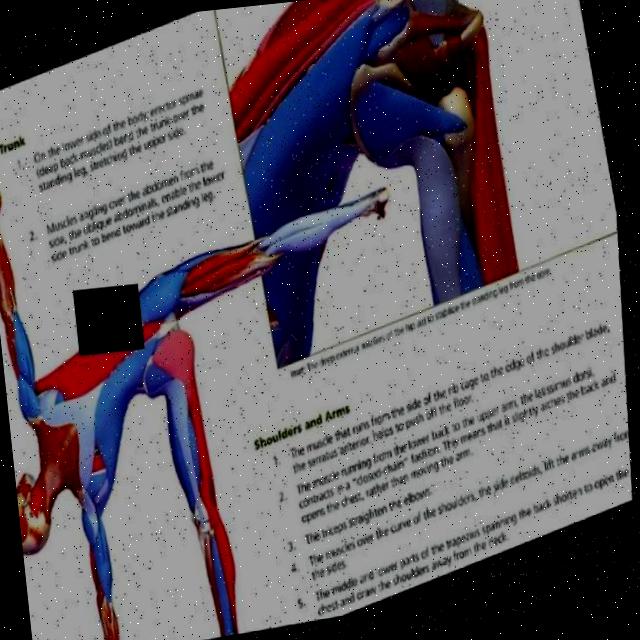 Trunk
1. On the lower side of the body, erector spinae
(deep back muscles) bend the trunk over the
standing leg, leaving the upper side
2. Muscles angling over the abdomen from the
side, the oblique abdominals, rotate the lower
side trunk to bend toward the standing leg
Shoulders and Arms
1. The muscle that runs from the side of the rib cage to the edge of the shoulder blade,
the serratus anterior, helps to push off the floor.
2. The muscle running from the lower back to the upper arm, the latissimus dorsi,
contracts in a "closed-chain" fashion. This means that it slightly arches the back and
opens the chest, rather than moving the arm.
3. The triceps straighten the elbows.
4. The muscles over the curve of the shoulders, the side deltoids, lift the arms away from
the sides.
5. The middle and lower parts of the trapezius spanning the back shorten to open the
chest and draw the shoulders away from the neck.